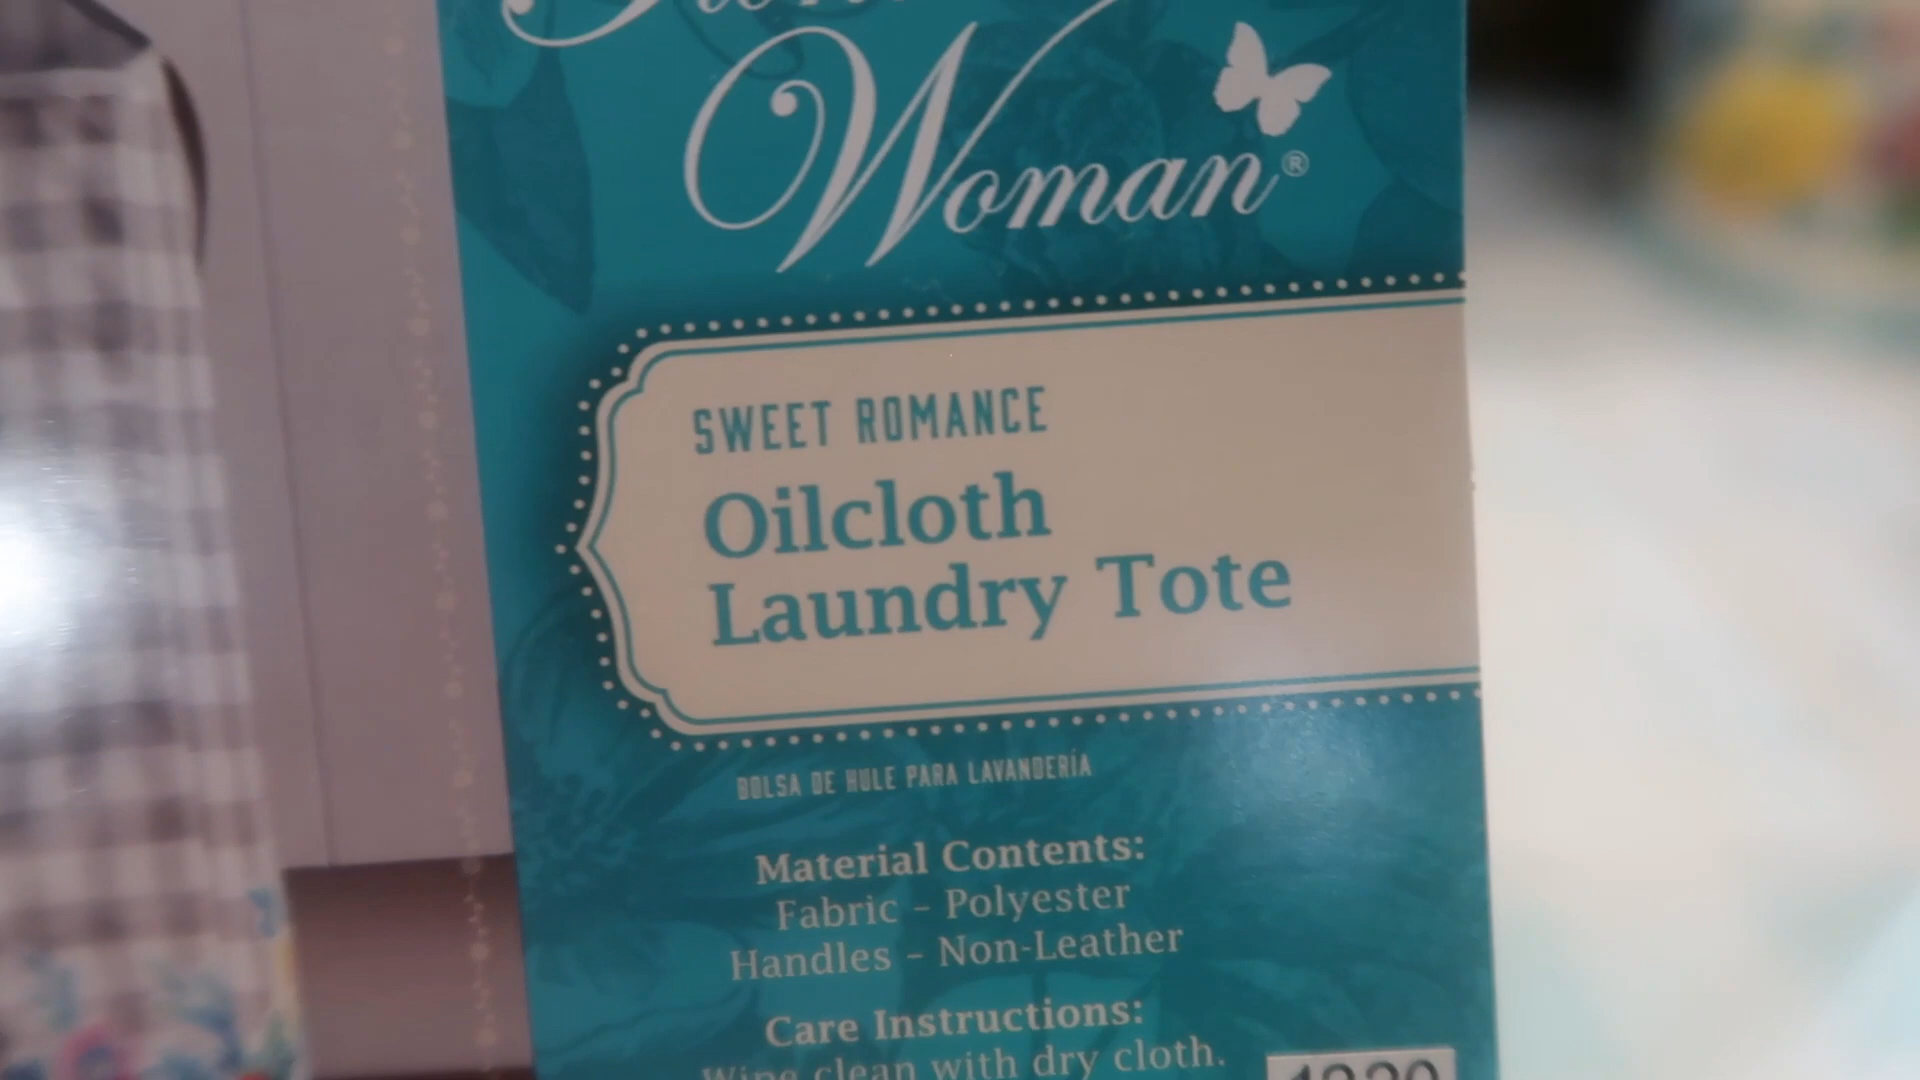 Woman®
SWEET ROMANCE
Oilcloth
Laundry Tote
BOLSA DE HULE PARA LAVANDERÍA
Material Contents:
Fabric – Polyester
Handles – Non-Leather
Care Instructions:
Wipe clean with dry cloth.